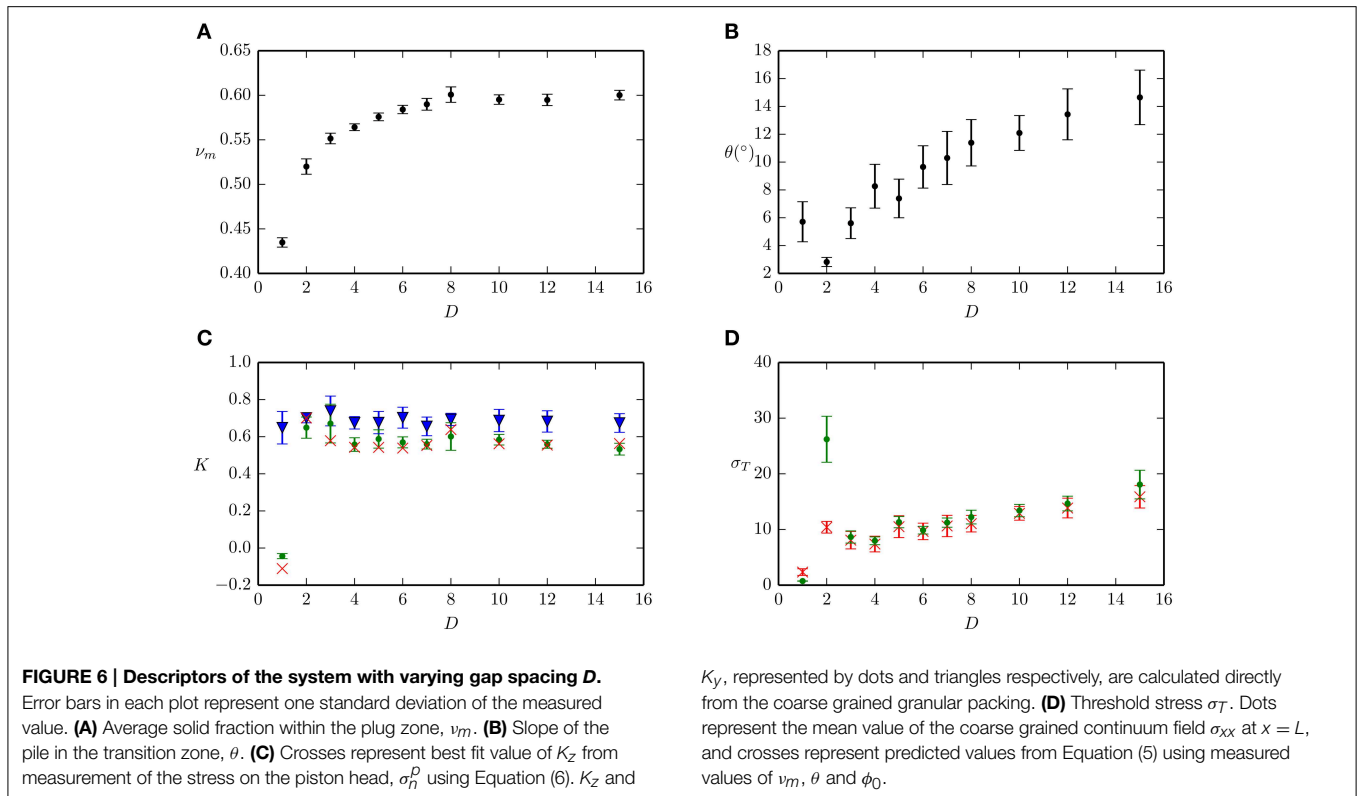 A
0.65
0.60
0.55
0.50
0.45
0.40
ν_m
0 2 4 6 8 10 12 14 16
D
B
18
16
14
12
10
8
6
4
2
θ(°)
0 2 4 6 8 10 12 14 16
D
C
1.0
0.8
0.6
0.4
0.2
0.0
−0.2
K
0 2 4 6 8 10 12 14 16
D
D
40
30
20
10
0
σ_T
0 2 4 6 8 10 12 14 16
D
FIGURE 6 | Descriptors of the system with varying gap spacing D.
Error bars in each plot represent one standard deviation of the measured
value. (A) Average solid fraction within the plug zone, ν_m. (B) Slope of the
pile in the transition zone, θ. (C) Crosses represent best fit value of K_z from
measurement of the stress on the piston head, σ_n^p using Equation (6). K_z and
K_y, represented by dots and triangles respectively, are calculated directly
from the coarse grained granular packing. (D) Threshold stress σ_T. Dots
represent the mean value of the coarse grained continuum field σ_xx at x = L,
and crosses represent predicted values from Equation (5) using measured
values of ν_m, θ and ϕ_0.